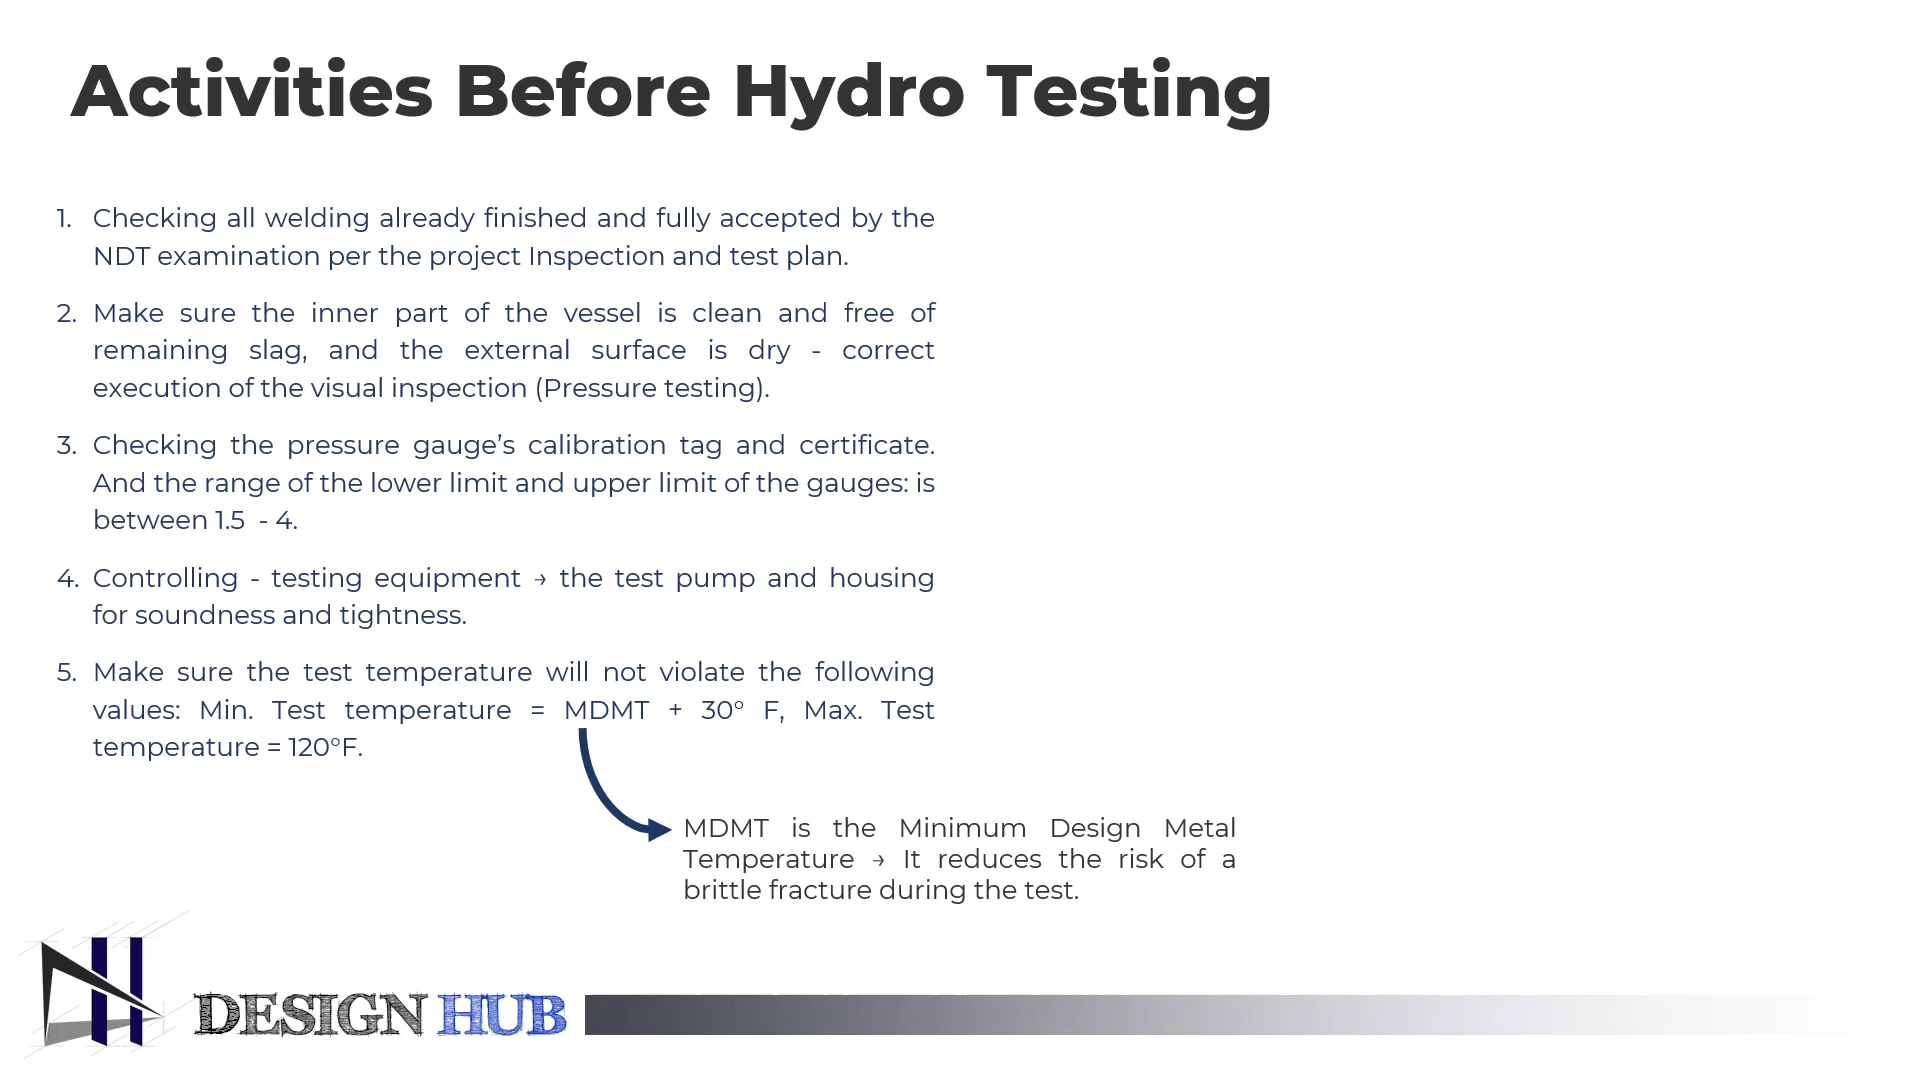 Activities Before Hydro Testing
1. Checking all welding already finished and fully accepted by the
NDT examination per the project Inspection and test plan.
2. Make sure the inner part of the vessel is clean and free of
remaining slag, and the external surface is dry - correct
execution of the visual inspection (Pressure testing).
3. Checking the pressure gauge’s calibration tag and certificate.
And the range of the lower limit and upper limit of the gauges: is
between 1.5 - 4.
4. Controlling - testing equipment → the test pump and housing
for soundness and tightness.
5. Make sure the test temperature will not violate the following
values: Min. Test temperature = MDMT + 30° F, Max. Test
temperature = 120°F.
MDMT is the Minimum Design Metal
Temperature → It reduces the risk of a
brittle fracture during the test.
DESIGN HUB